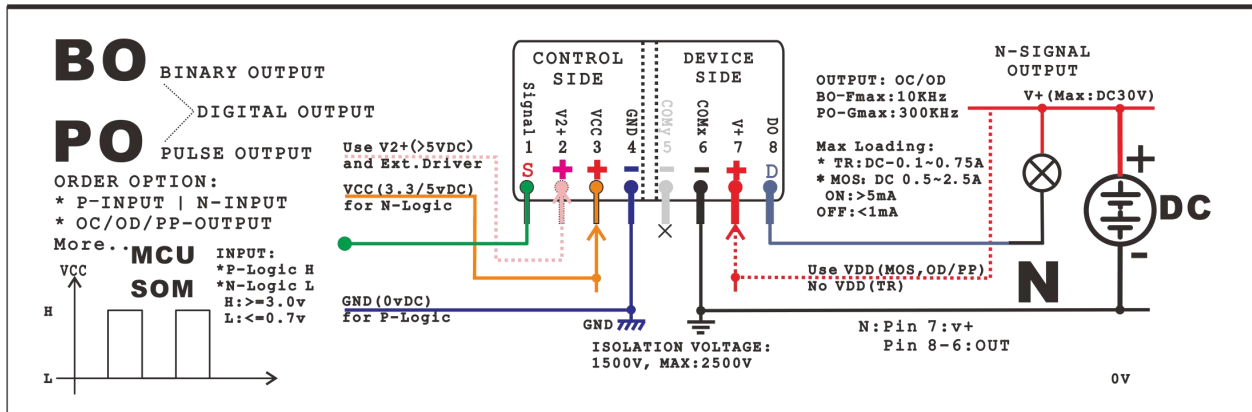 BO BINARY OUTPUT
DIGITAL OUTPUT
PO PULSE OUTPUT
ORDER OPTION:
* P-INPUT | N-INPUT
* OC/OD/PP-OUTPUT
More..
MCU
SOM
VCC
H
L
INPUT:
*P-Logic H
*N-Logic L
H:>=3.0v
L:<=0.7v
Use V2+(>5VDC)
and Ext.Driver
VCC(3.3/5vDC)
for N-Logic
GND(0vDC)
for P-Logic
CONTROL
SIDE
DEVICE
SIDE
Signal 1
V2+ 2
VCC 3
GND 4
COMy 5
COMx 6
V+ 7
DO 8
S + + - - - + D
GND
ISOLATION VOLTAGE:
1500V, MAX:2500V
OUTPUT: OC/OD
BO-Fmax:10KHz
PO-Gmax:300KHz
Max Loading:
* TR:DC-0.1~0.75A
* MOS: DC 0.5~2.5A
ON:>5mA
OFF:<1mA
N-SIGNAL
OUTPUT
V+(Max:DC30V)
+
DC
-
Use VDD(MOS,OD/PP)
No VDD(TR)
N
N:Pin 7:v+
Pin 8-6:OUT
0V